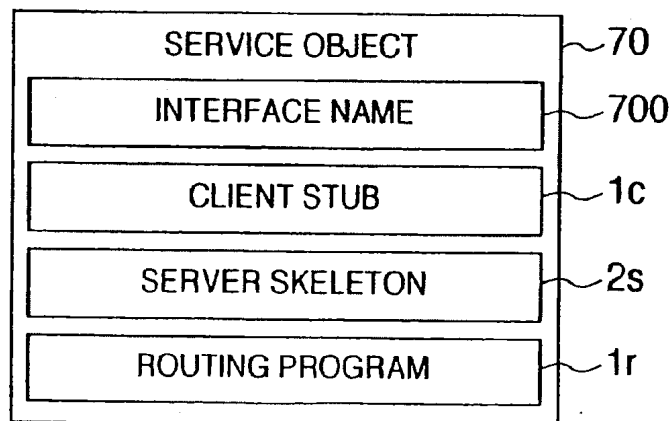 SERVICE OBJECT 70
INTERFACE NAME 700
CLIENT STUB 1c
SERVER SKELETON 2s
ROUTING PROGRAM 1r